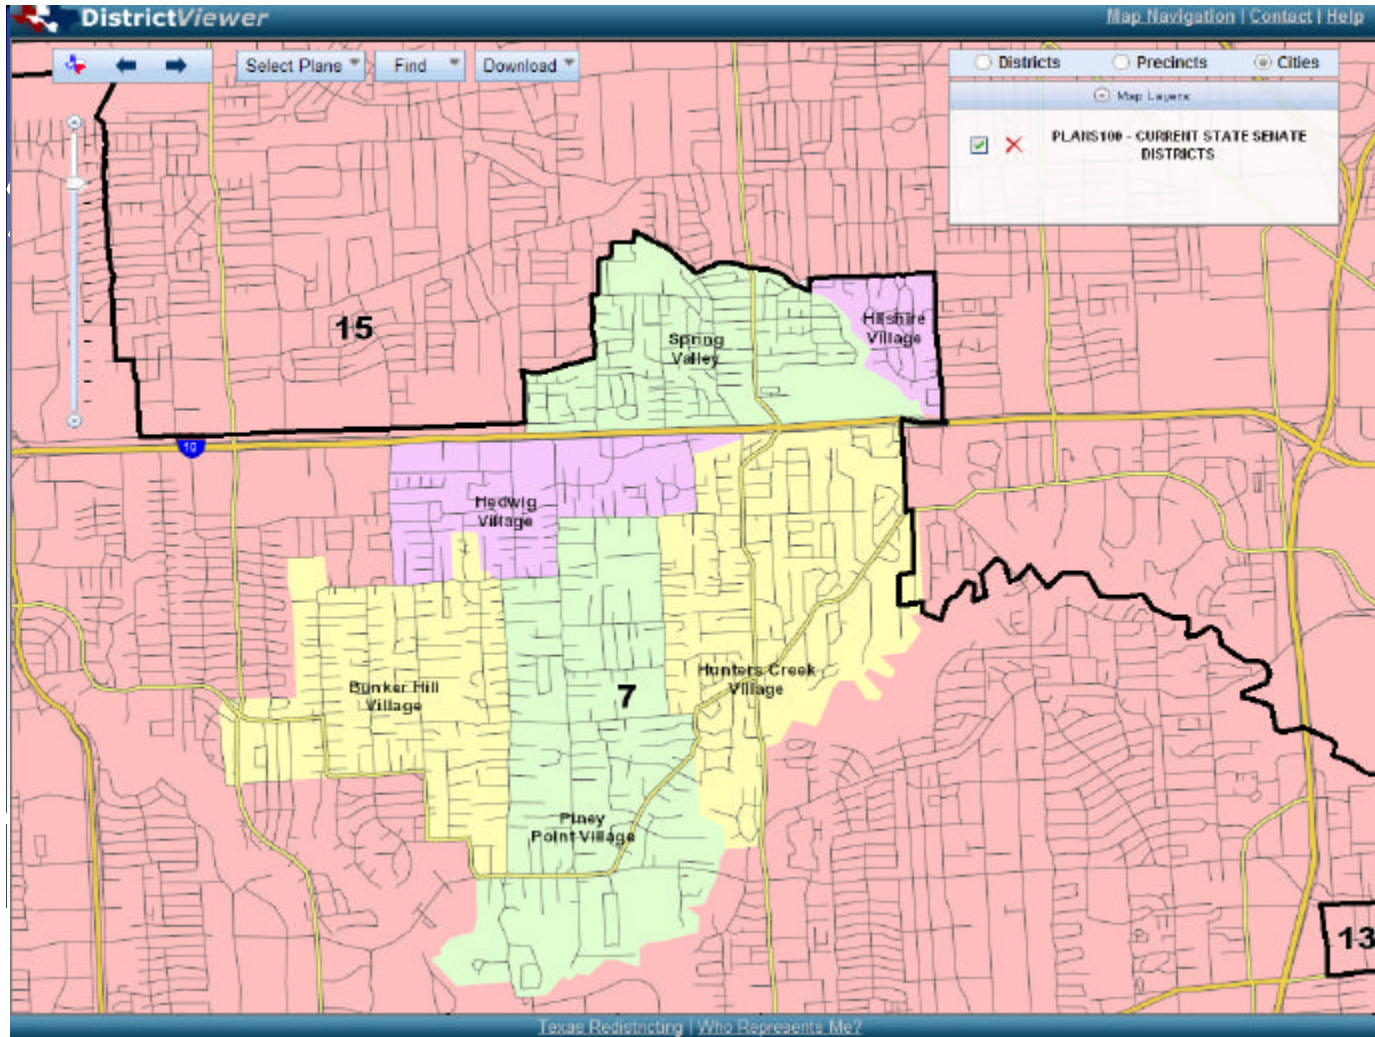 DistrictViewer
Map Navigation | Contact | Help
Select Plans
Find
Download
Districts
Precincts
Cities
Map Layers
PLANS100 - CURRENT STATE SENATE
DISTRICTS
15
Spring
Valley
Hilshire
Village
10
Hedwig
Village
Bunker Hill
Village
7
Hunters Creek
Village
Piney
Point Village
13
Texas Redistricting | Who Represents Me?